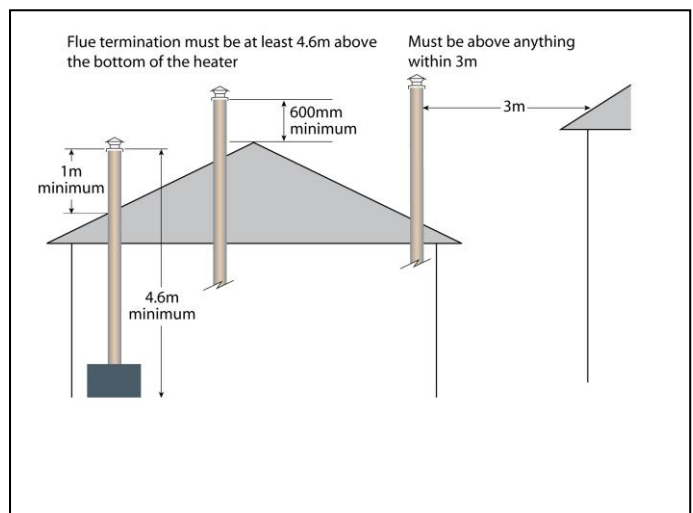 Flue termination must be at least 4.6m above
the bottom of the heater
Must be above anything
within 3m
600mm
minimum
3m
1m
minimum
4.6m
minimum